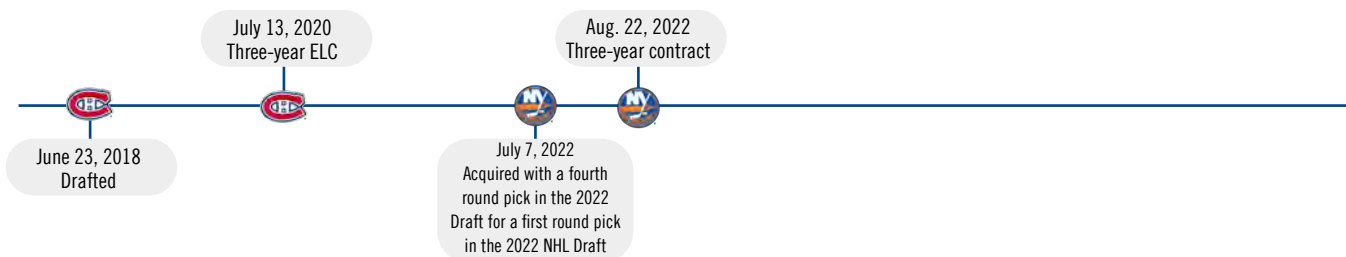 July 13, 2020
Three-year ELC
Aug. 22, 2022
Three-year contract
NY
June 23, 2018
Drafted
July 7, 2022
Acquired with a fourth
round pick in the 2022
Draft for a first round pick
in the 2022 NHL Draft